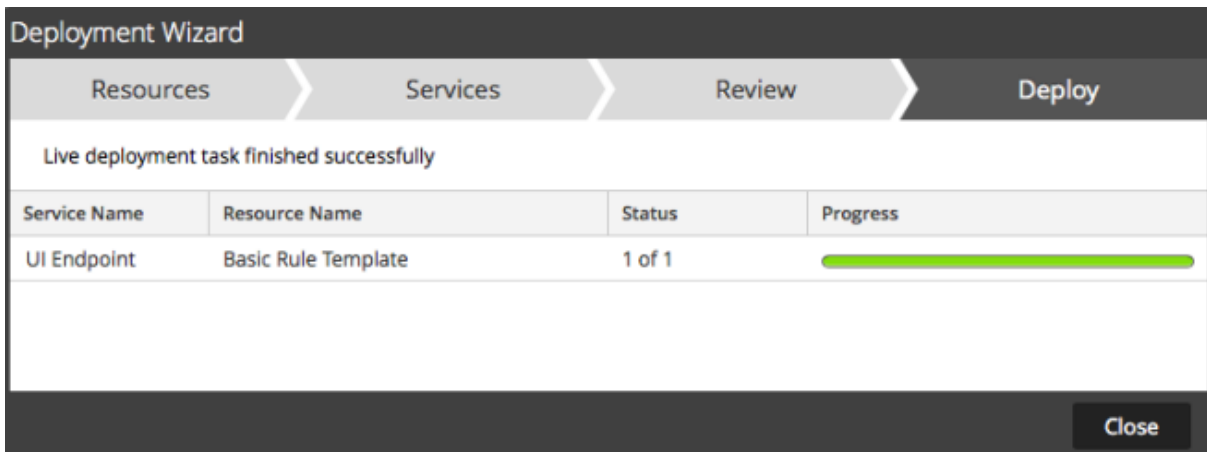 Deployment Wizard
Resources Services Review Deploy
Live deployment task finished successfully
Service Name Resource Name Status Progress
UI Endpoint Basic Rule Template 1 of 1
Close